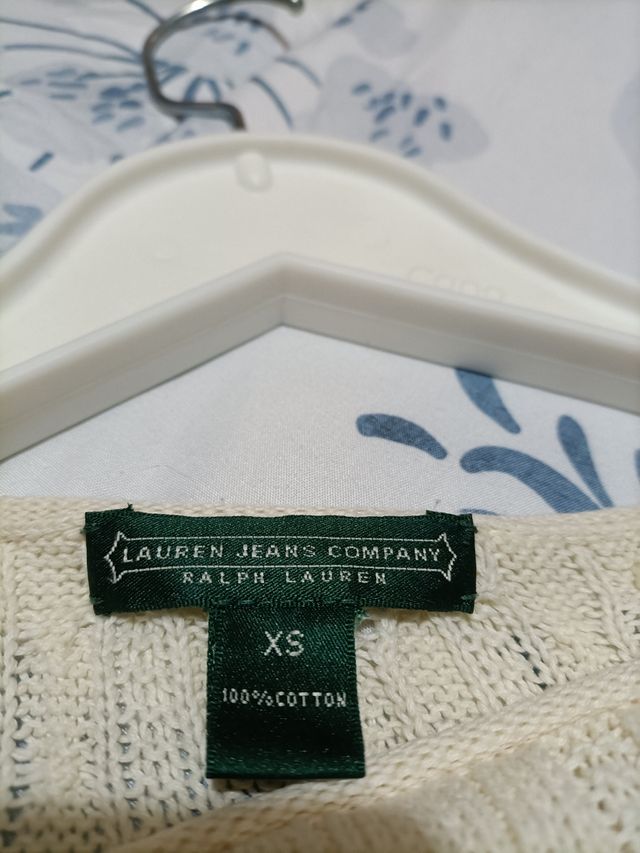 LAUREN JEANS COMPANY
RALPH LAUREN
XS
100%COTTON